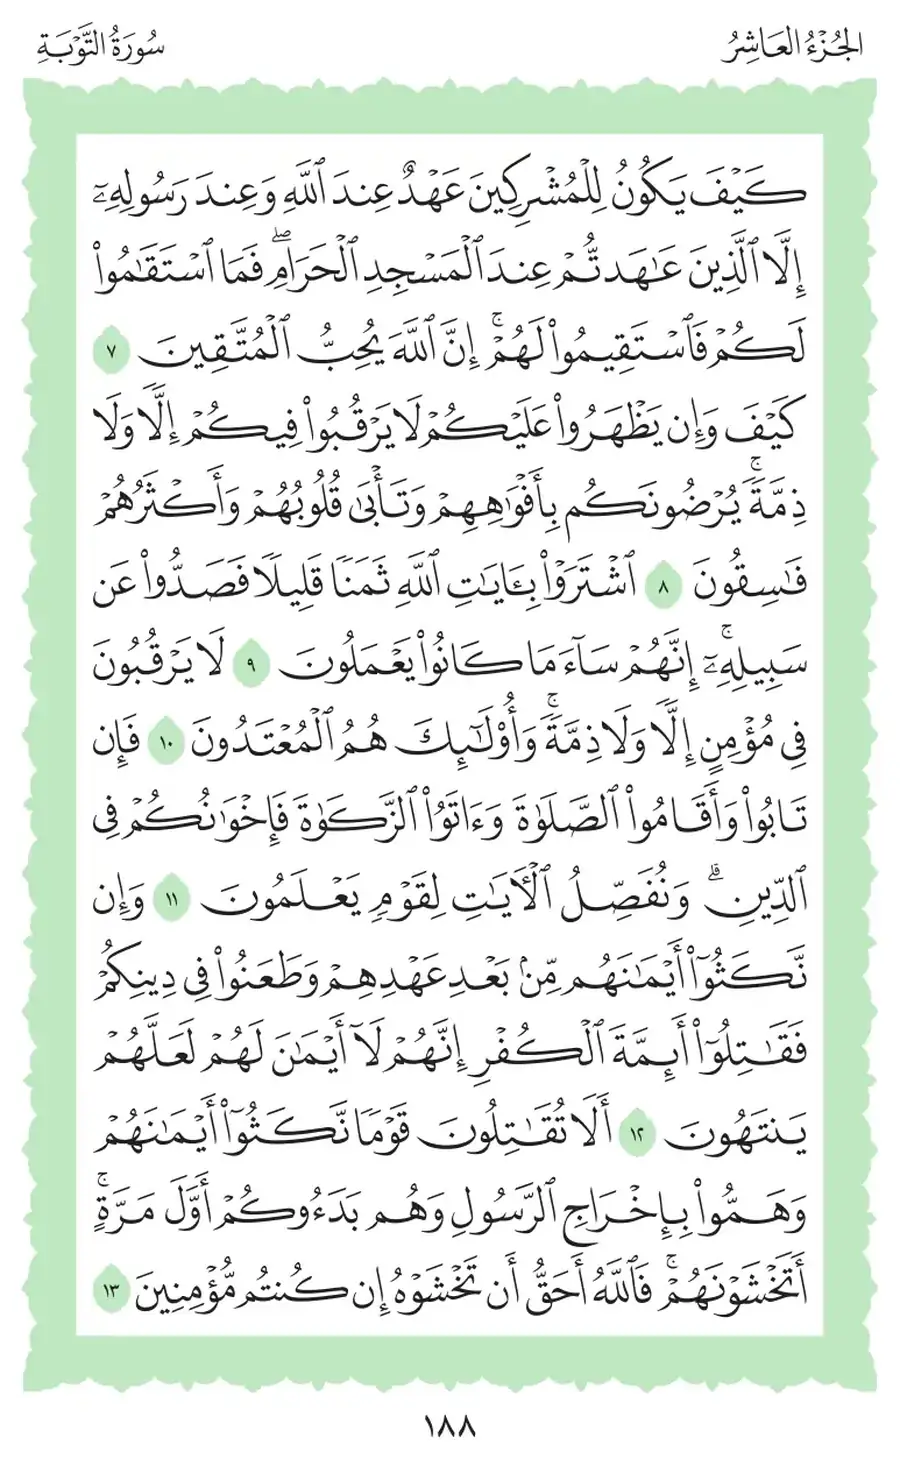 الجُزْءُ العَاشِرُ
سُورَةُ التَّوْبَةِ
كَيْفَ يَكُونُ لِلْمُشْرِكِينَ عَهْدٌ عِندَ ٱللَّهِ وَعِندَ رَسُولِهِۦٓ
إِلَّا ٱلَّذِينَ عَٰهَدتُّمْ عِندَ ٱلْمَسْجِدِ ٱلْحَرَامِۖ فَمَا ٱسْتَقَٰمُوا۟
لَكُمْ فَٱسْتَقِيمُوا۟ لَهُمْۚ إِنَّ ٱللَّهَ يُحِبُّ ٱلْمُتَّقِينَ ٧
كَيْفَ وَإِن يَظْهَرُوا۟ عَلَيْكُمْ لَا يَرْقُبُوا۟ فِيكُمْ إِلًّا وَلَا
ذِمَّةًۚ يُرْضُونَكُم بِأَفْوَٰهِهِمْ وَتَأْبَىٰ قُلُوبُهُمْ وَأَكْثَرُهُمْ
فَٰسِقُونَ ٨ ٱشْتَرَوْا۟ بِـَٔايَٰتِ ٱللَّهِ ثَمَنًا قَلِيلًا فَصَدُّوا۟ عَن
سَبِيلِهِۦٓۚ إِنَّهُمْ سَآءَ مَا كَانُوا۟ يَعْمَلُونَ ٩ لَا يَرْقُبُونَ
فِى مُؤْمِنٍ إِلًّا وَلَا ذِمَّةًۚ وَأُو۟لَٰٓئِكَ هُمُ ٱلْمُعْتَدُونَ ١٠ فَإِن
تَابُوا۟ وَأَقَامُوا۟ ٱلصَّلَوٰةَ وَءَاتَوُا۟ ٱلزَّكَوٰةَ فَإِخْوَٰنُكُمْ فِى
ٱلدِّينِۗ وَنُفَصِّلُ ٱلْـَٔايَٰتِ لِقَوْمٍ يَعْلَمُونَ ١١ وَإِن
نَّكَثُوٓا۟ أَيْمَٰنَهُم مِّنۢ بَعْدِ عَهْدِهِمْ وَطَعَنُوا۟ فِى دِينِكُمْ
فَقَٰتِلُوٓا۟ أَئِمَّةَ ٱلْكُفْرِ إِنَّهُمْ لَآ أَيْمَٰنَ لَهُمْ لَعَلَّهُمْ
يَنتَهُونَ ١٢ أَلَا تُقَٰتِلُونَ قَوْمًا نَّكَثُوٓا۟ أَيْمَٰنَهُمْ
وَهَمُّوا۟ بِإِخْرَاجِ ٱلرَّسُولِ وَهُم بَدَءُوكُمْ أَوَّلَ مَرَّةٍۚ
أَتَخْشَوْنَهُمْۚ فَٱللَّهُ أَحَقُّ أَن تَخْشَوْهُ إِن كُنتُم مُّؤْمِنِينَ ١٣
١٨٨